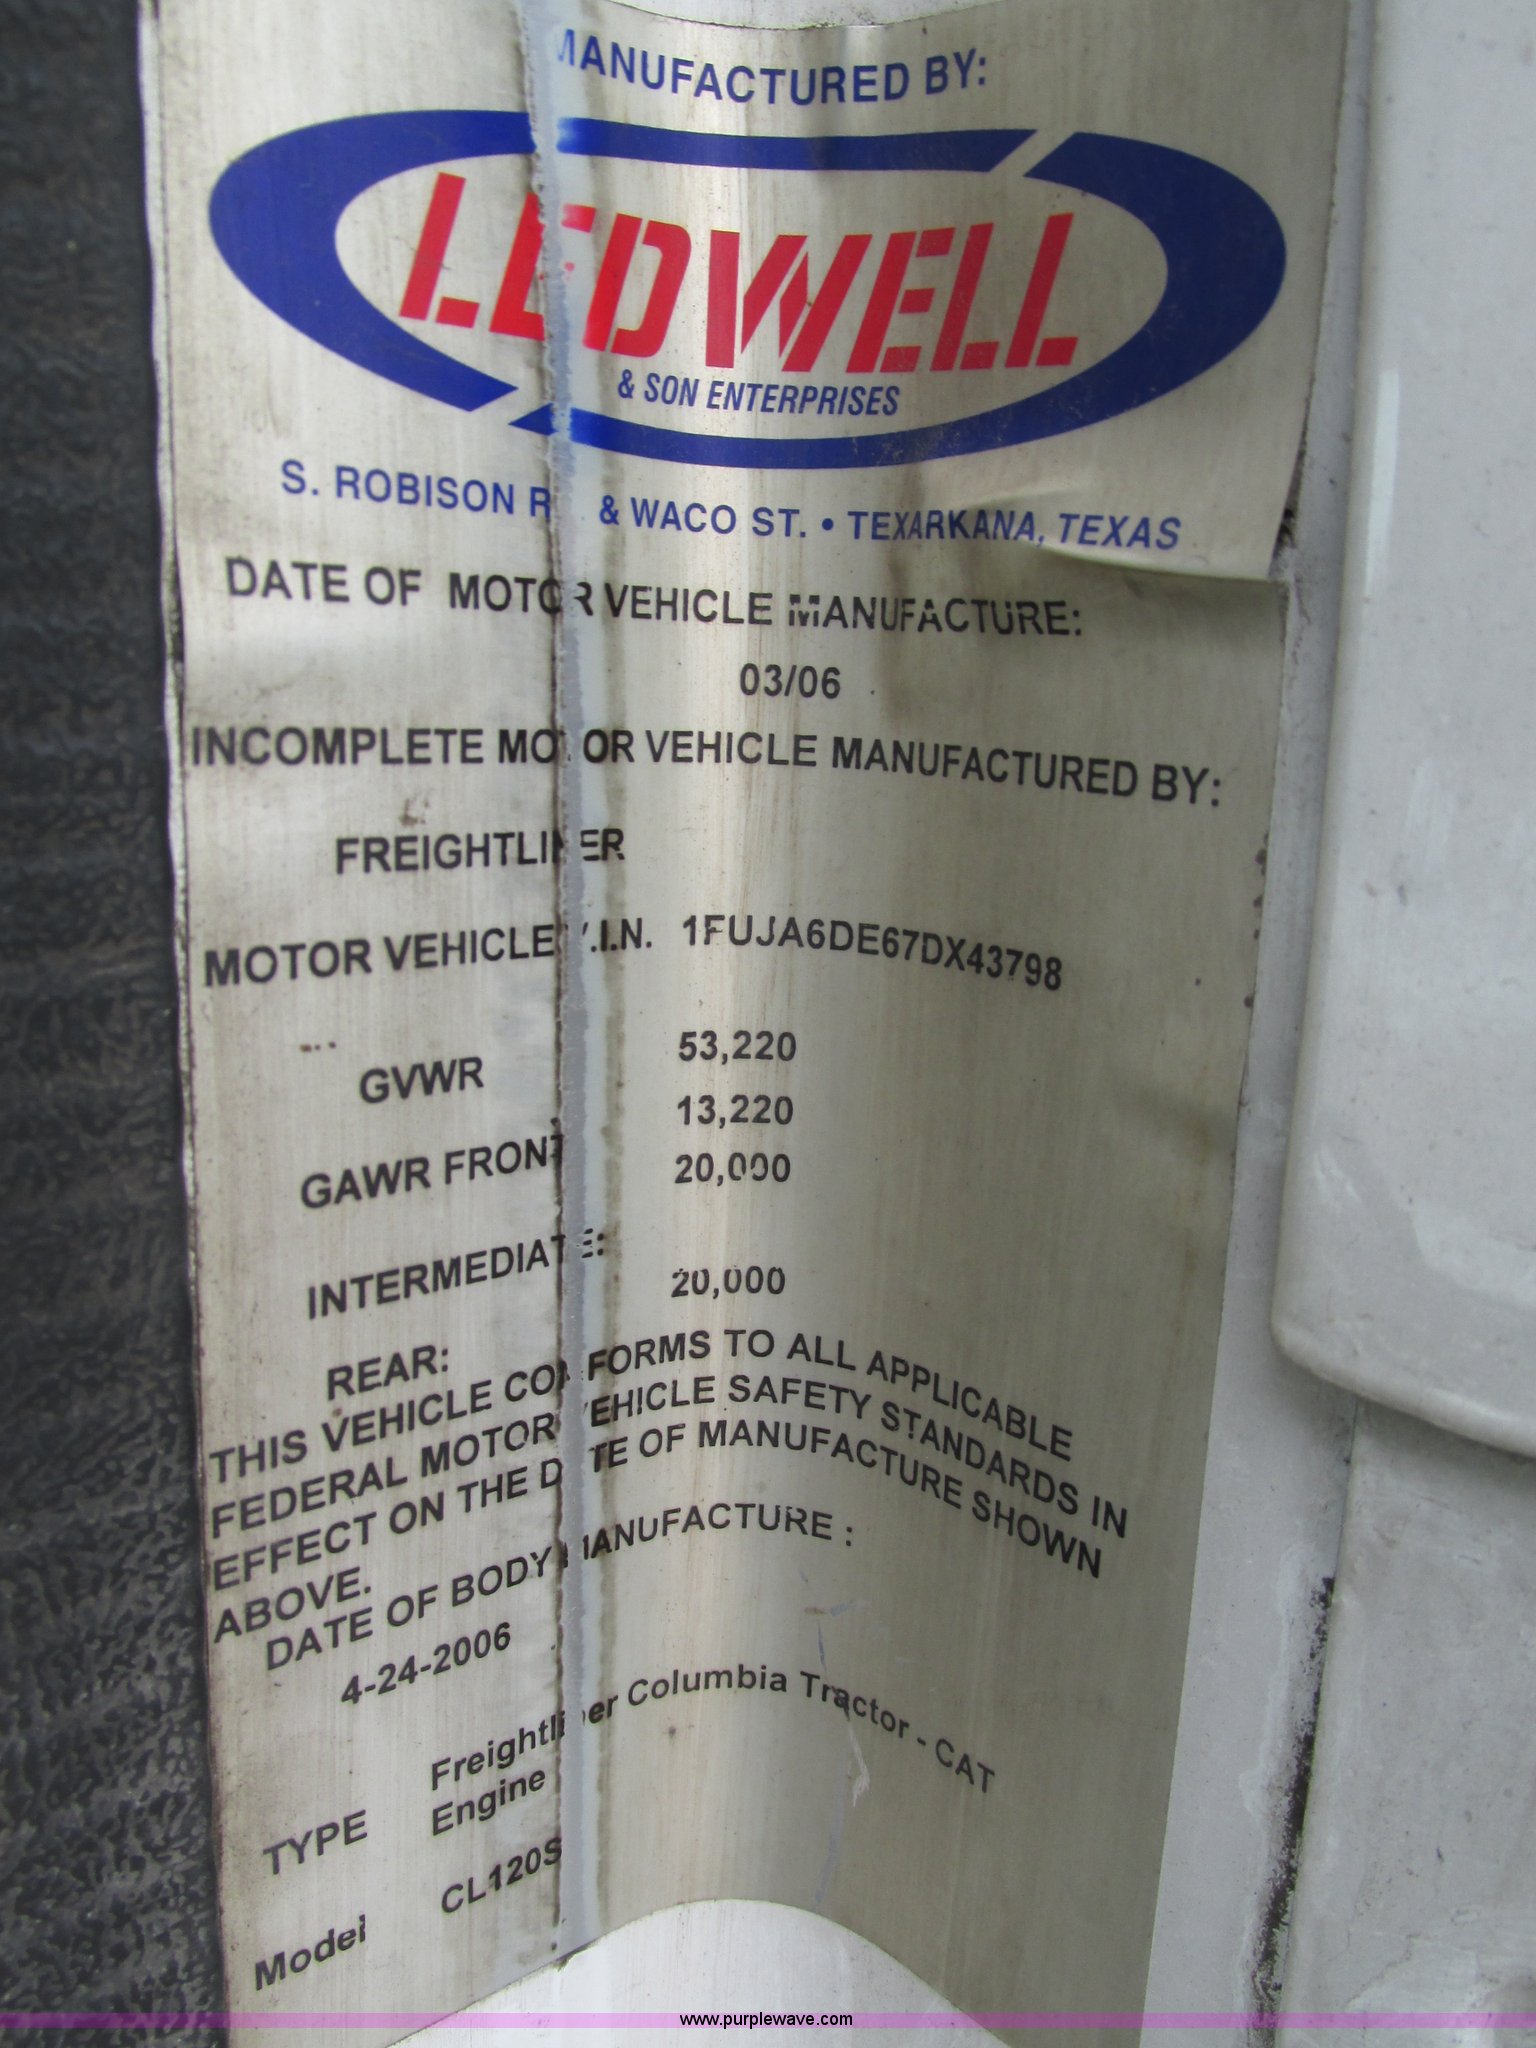 MANUFACTURED BY:
LEDWELL
& SON ENTERPRISES
S. ROBISON R & WACO ST. • TEXARKANA, TEXAS
DATE OF MOTOR VEHICLE MANUFACTURE:
03/06
INCOMPLETE MOTOR VEHICLE MANUFACTURED BY:
FREIGHTLINER
MOTOR VEHICLE V.I.N. 1FUJA6DE67DX43798
GVWR 53,220
GAWR FRONT 13,220
INTERMEDIATE: 20,000
REAR: 20,000
THIS VEHICLE CONFORMS TO ALL APPLICABLE
FEDERAL MOTOR VEHICLE SAFETY STANDARDS IN
EFFECT ON THE DATE OF MANUFACTURE SHOWN
ABOVE.
DATE OF BODY MANUFACTURE :
4-24-2006
TYPE Freightliner Columbia Tractor - CAT
Engine
Model CL120S
www.purplewave.com